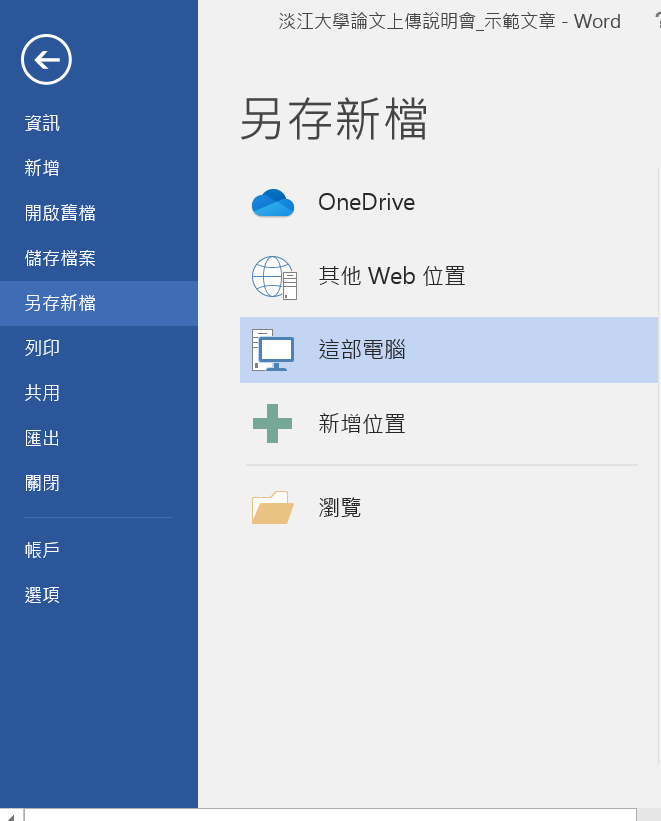 淡江大學論文上傳說明會_示範文章 - Word
?
資訊
新增
開啟舊檔
儲存檔案
另存新檔
列印
共用
匯出
關閉
帳戶
選項
另存新檔
OneDrive
其他 Web 位置
這部電腦
新增位置
瀏覽